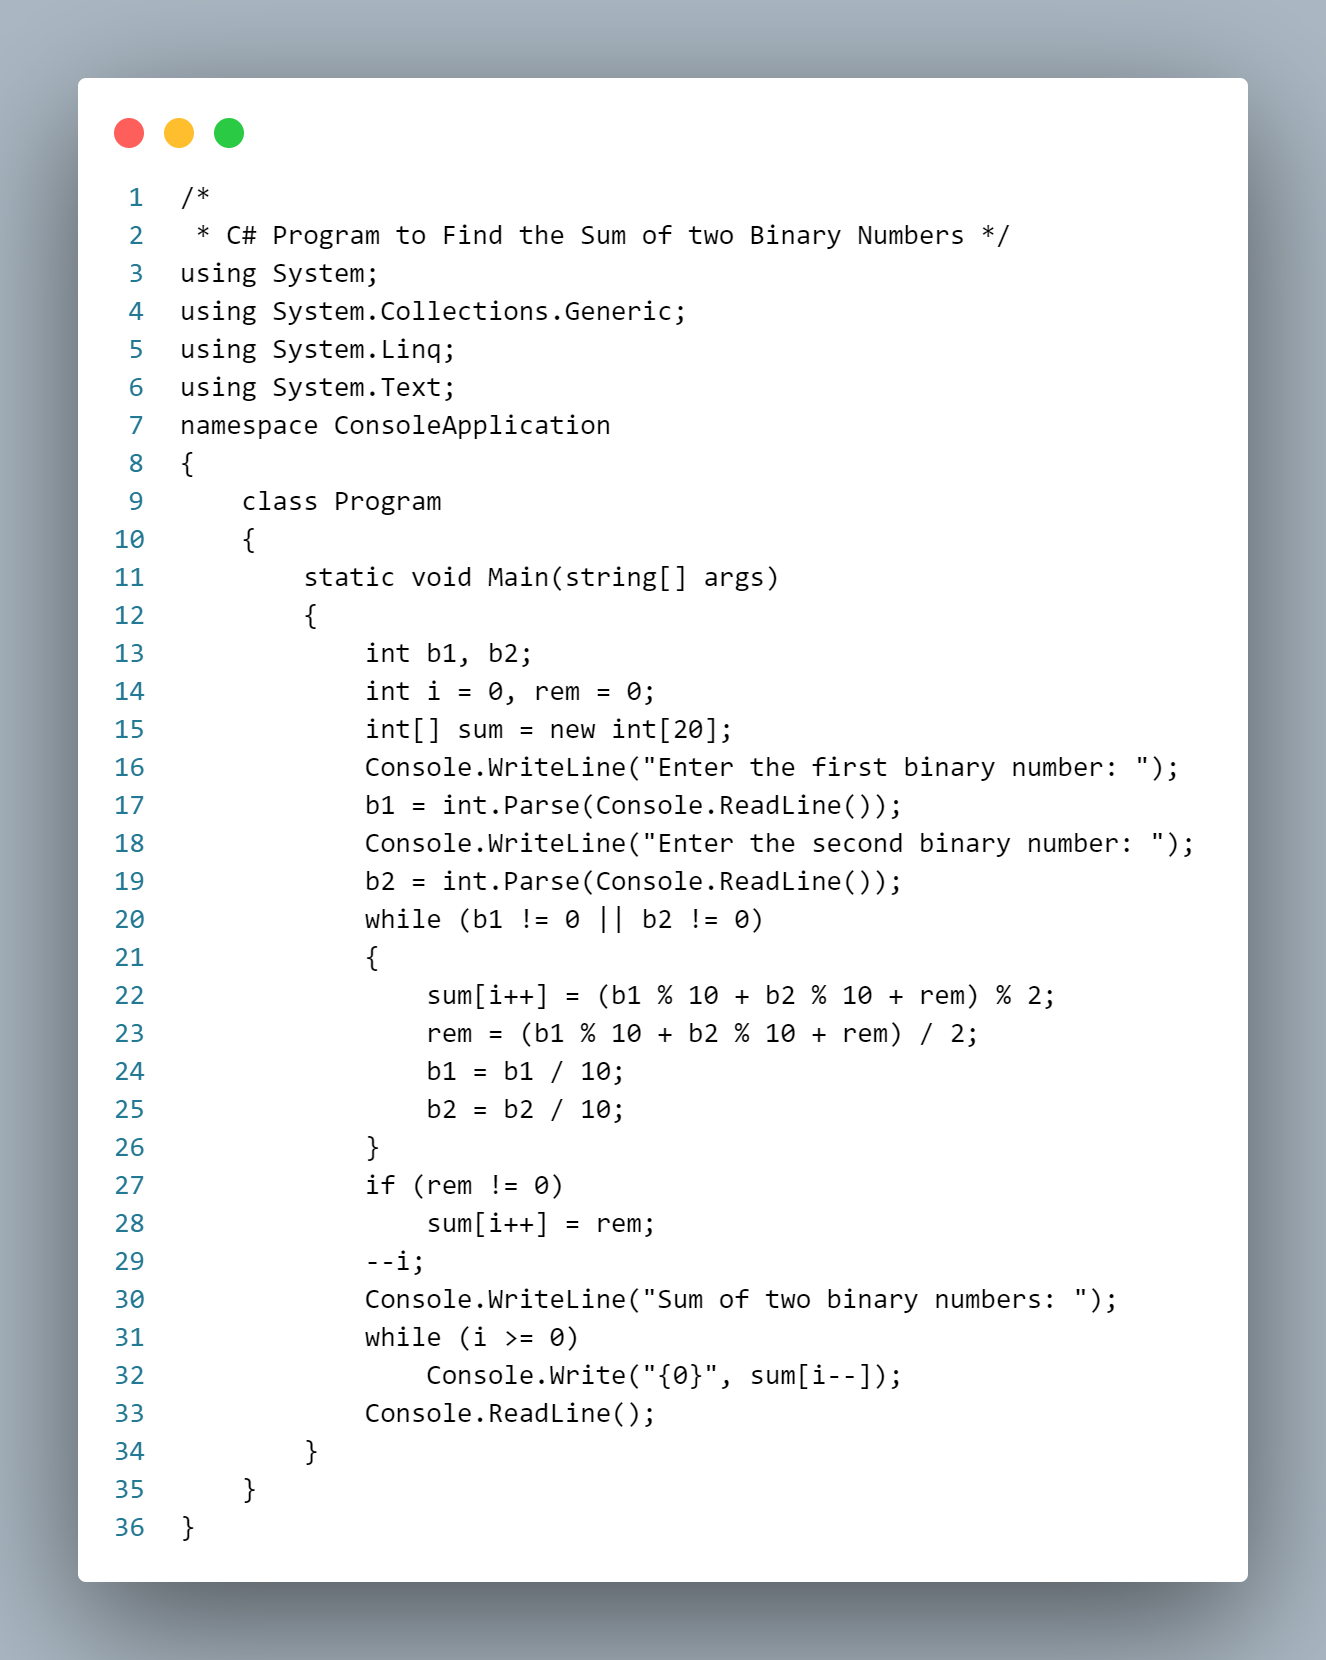 1 /*
2  * C# Program to Find the Sum of two Binary Numbers */
3 using System;
4 using System.Collections.Generic;
5 using System.Linq;
6 using System.Text;
7 namespace ConsoleApplication
8 {
9     class Program
10     {
11         static void Main(string[] args)
12         {
13             int b1, b2;
14             int i = 0, rem = 0;
15             int[] sum = new int[20];
16             Console.WriteLine("Enter the first binary number: ");
17             b1 = int.Parse(Console.ReadLine());
18             Console.WriteLine("Enter the second binary number: ");
19             b2 = int.Parse(Console.ReadLine());
20             while (b1 != 0 || b2 != 0)
21             {
22                 sum[i++] = (b1 % 10 + b2 % 10 + rem) % 2;
23                 rem = (b1 % 10 + b2 % 10 + rem) / 2;
24                 b1 = b1 / 10;
25                 b2 = b2 / 10;
26             }
27             if (rem != 0)
28                 sum[i++] = rem;
29             --i;
30             Console.WriteLine("Sum of two binary numbers: ");
31             while (i >= 0)
32                 Console.Write("{0}", sum[i--]);
33             Console.ReadLine();
34         }
35     }
36 }